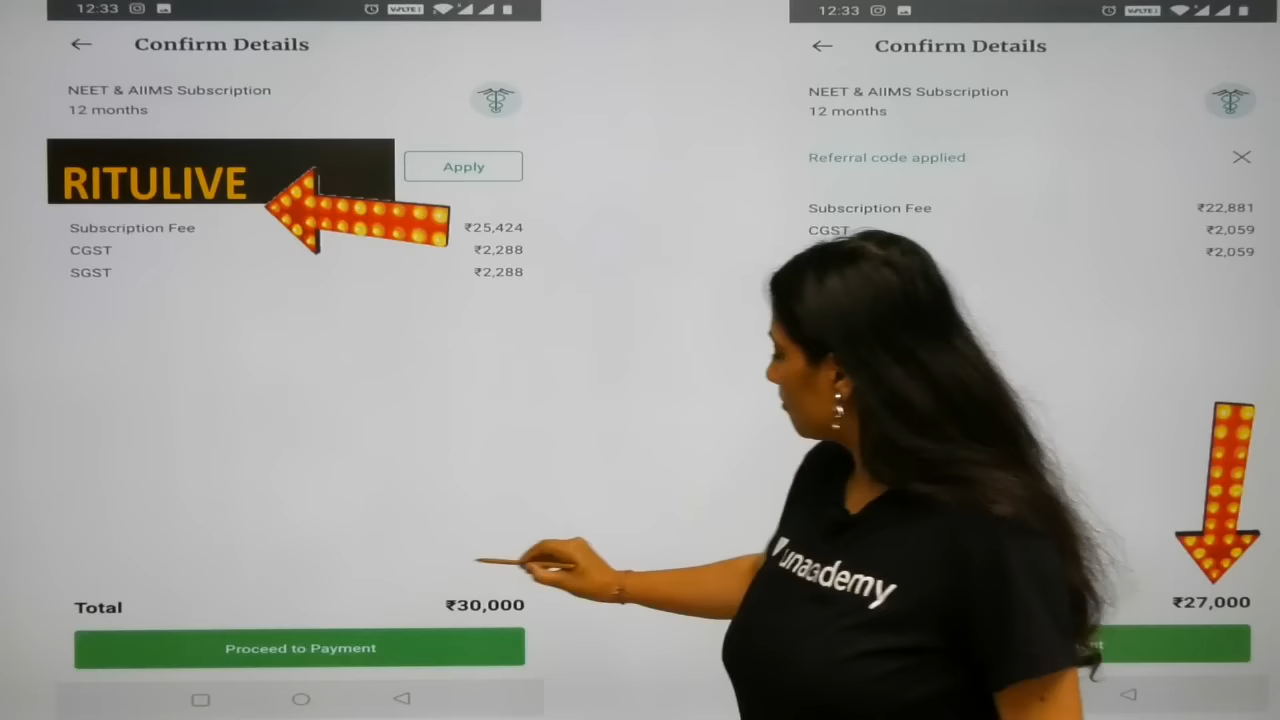 12:33
Confirm Details
NEET & AIIMS Subscription
12 months
RITULIVE
Apply
Subscription Fee ₹25,424
CGST ₹2,288
SGST ₹2,288
Total ₹30,000
Proceed to Payment
12:33
Confirm Details
NEET & AIIMS Subscription
12 months
Referral code applied
Subscription Fee ₹22,881
CGST ₹2,059
₹2,059
₹27,000
unacademy